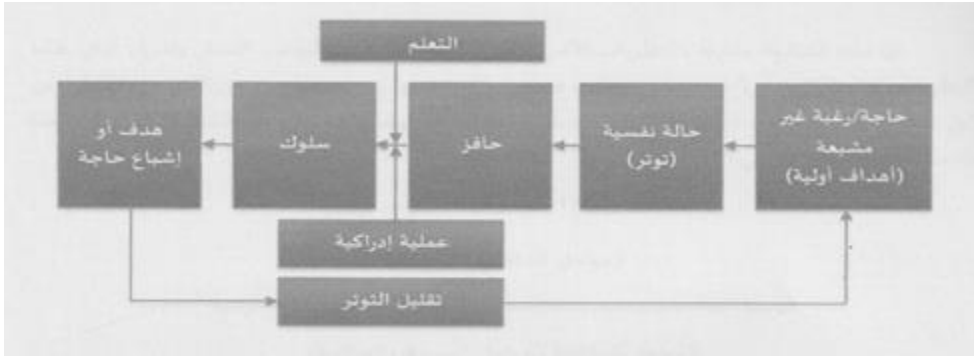 التعلم
حاجة/رغبة غير
مشبعة
(أهداف أولية)
حالة نفسية
(توتر)
حافز
سلوك
هدف أو
إشباع حاجة
عملية إدراكية
تقليل التوتر